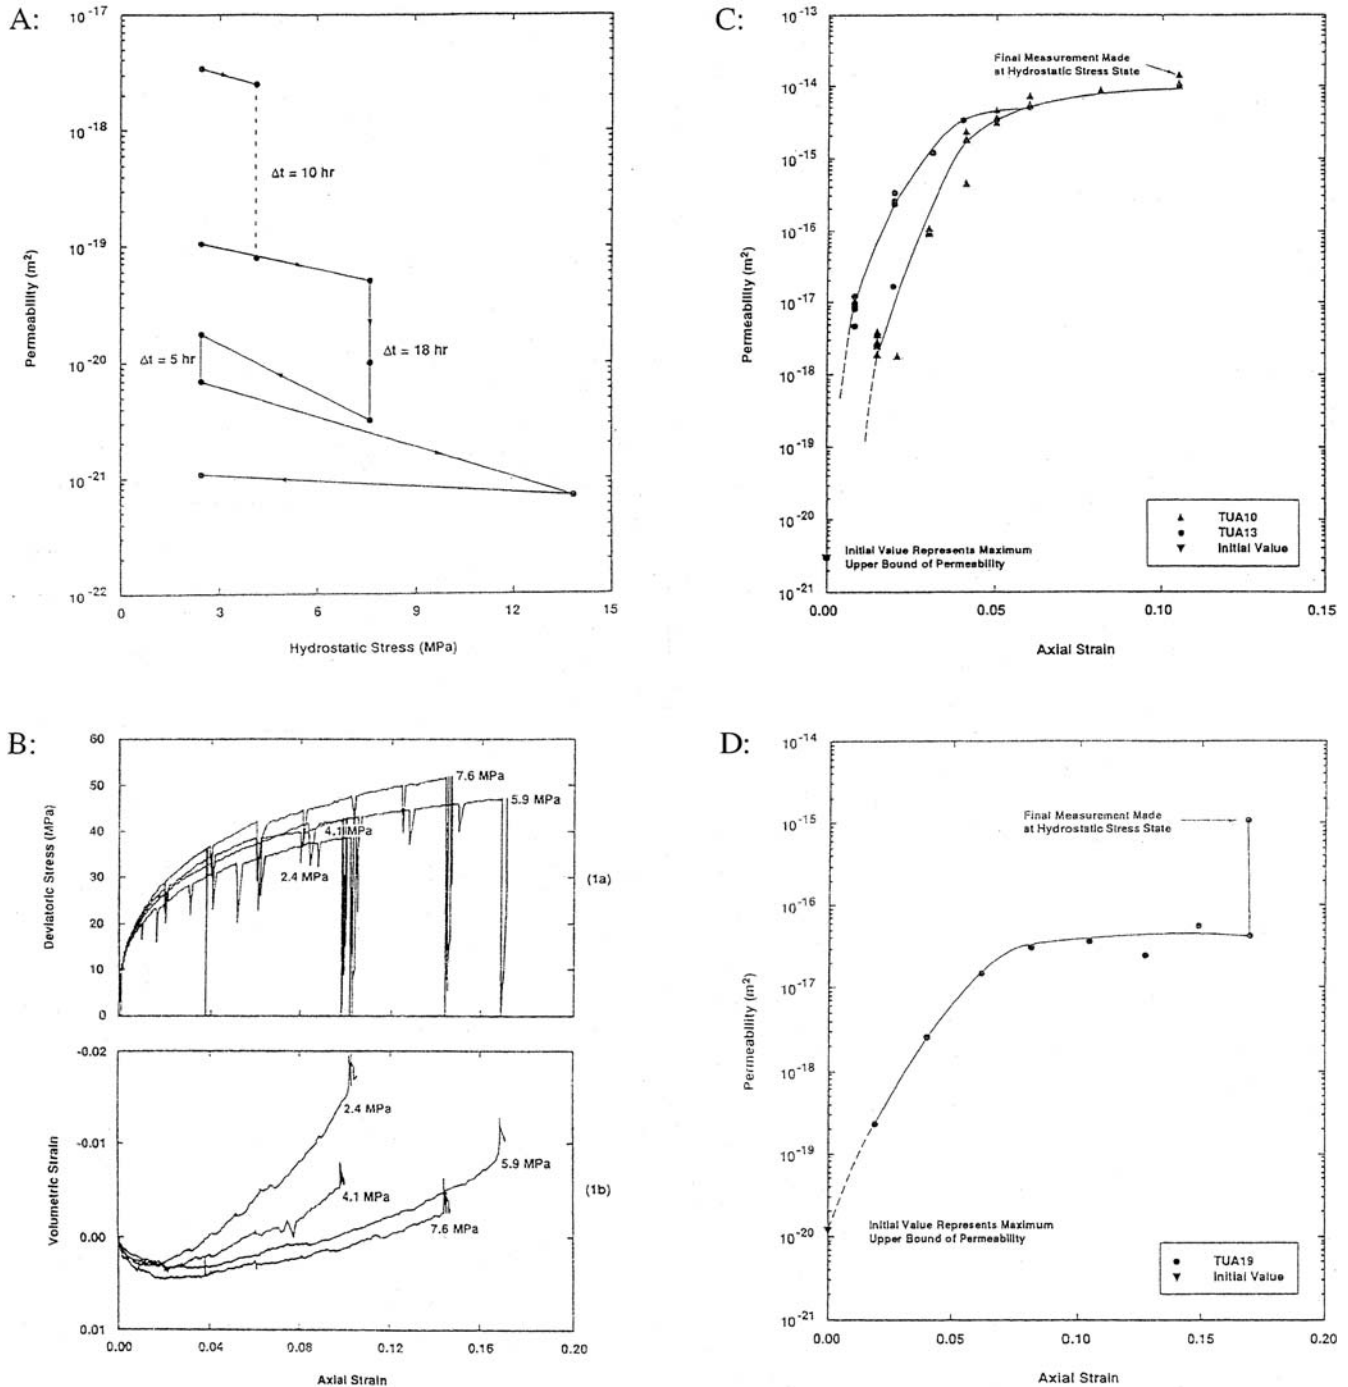 A:
10-17
10-18
10-19
10-20
10-21
10-22
Permeability (m2)
Δt = 10 hr
Δt = 18 hr
Δt = 5 hr
0 3 6 9 12 15
Hydrostatic Stress (MPa)
C:
10-13
10-14
10-15
10-16
10-17
10-18
10-19
10-20
10-21
Permeability (m2)
Final Measurement Made
at Hydrostatic Stress State
Initial Value Represents Maximum
Upper Bound of Permeability
TUA10
TUA13
Initial Value
0.00 0.05 0.10 0.15
Axial Strain
B:
60
50
40
30
20
10
0
Deviatoric Stress (MPa)
7.6 MPa
5.9 MPa
4.1 MPa
2.4 MPa
(1a)
-0.02
-0.01
0.00
0.01
Volumetric Strain
2.4 MPa
4.1 MPa
5.9 MPa
7.6 MPa
(1b)
0.00 0.04 0.08 0.12 0.16 0.20
Axial Strain
D:
10-14
10-15
10-16
10-17
10-18
10-19
10-20
10-21
Permeability (m2)
Final Measurement Made
at Hydrostatic Stress State
Initial Value Represents Maximum
Upper Bound of Permeability
TUA19
Initial Value
0.00 0.05 0.10 0.15 0.20
Axial Strain